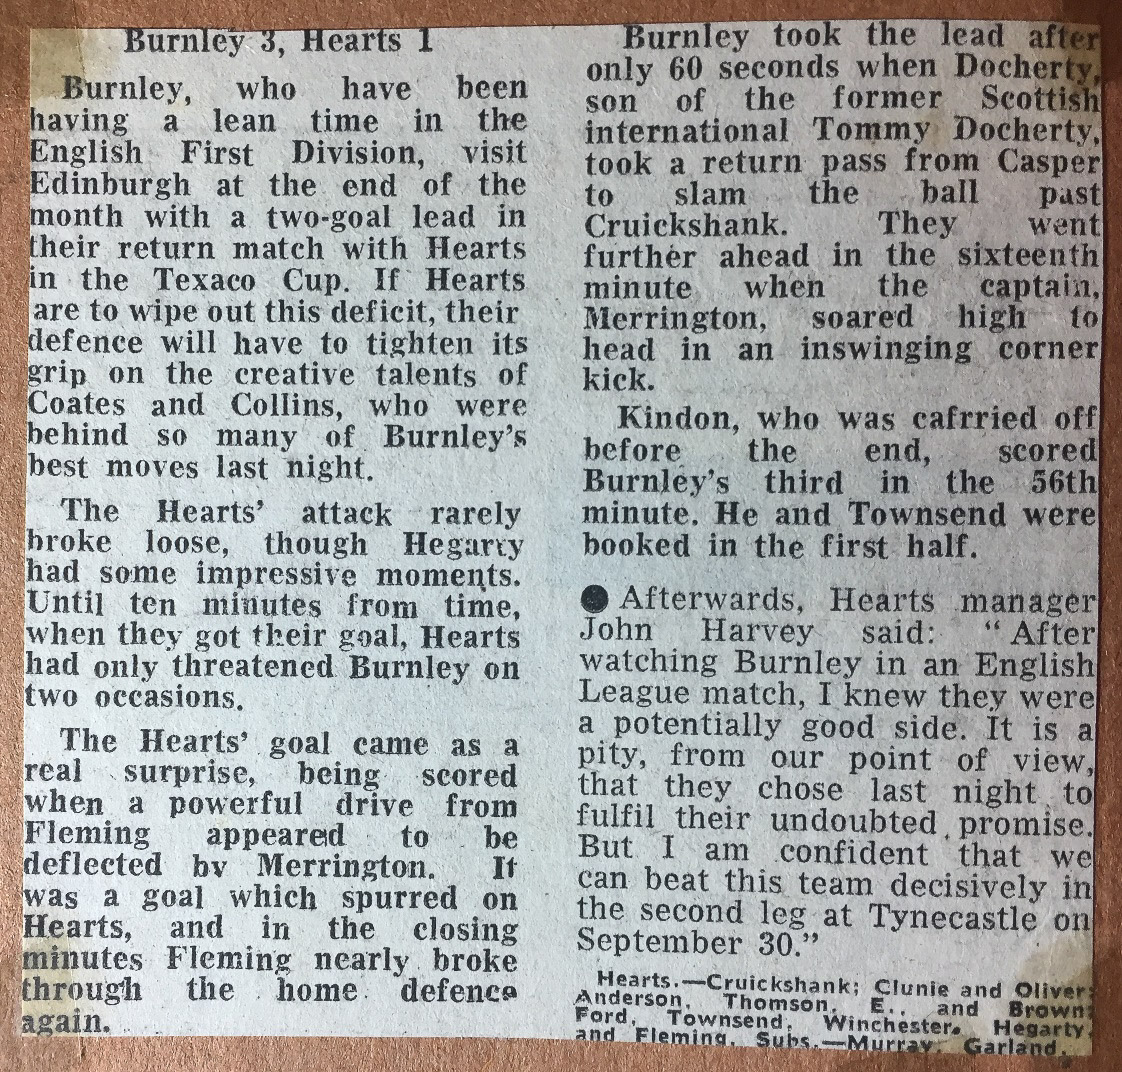 Burnley 3, Hearts 1
Burnley, who have been
having a lean time in the
English First Division, visit
Edinburgh at the end of the
month with a two-goal lead in
their return match with Hearts
in the Texaco Cup. If Hearts
are to wipe out this deficit, their
defence will have to tighten its
grip on the creative talents of
Coates and Collins, who were
behind so many of Burnley's
best moves last night.
The Hearts' attack rarely
broke loose, though Hegarty
had some impressive moments.
Until ten minutes from time,
when they got their goal, Hearts
had only threatened Burnley on
two occasions.
The Hearts' goal came as a
real surprise, being scored
when a powerful drive from
Fleming appeared to be
deflected by Merrington. It
was a goal which spurred on
Hearts, and in the closing
minutes Fleming nearly broke
through the home defence
again.
Burnley took the lead after
only 60 seconds when Docherty,
son of the former Scottish
international Tommy Docherty,
took a return pass from Casper
to slam the ball past
Cruickshank. They went
further ahead in the sixteenth
minute when the captain,
Merrington, soared high to
head in an inswinging corner
kick.
Kindon, who was cafrried off
before the end, scored
Burnley's third in the 56th
minute. He and Townsend were
booked in the first half.
● Afterwards, Hearts manager
John Harvey said: "After
watching Burnley in an English
League match, I knew they were
a potentially good side. It is a
pity, from our point of view,
that they chose last night to
fulfil their undoubted promise.
But I am confident that we
can beat this team decisively in
the second leg at Tynecastle on
September 30."
Hearts.—Cruickshank; Clunie and Oliver;
Anderson, Thomson, E., and Brown;
Ford, Townsend, Winchester, Hegarty
and Fleming. Subs.—Murray, Garland.